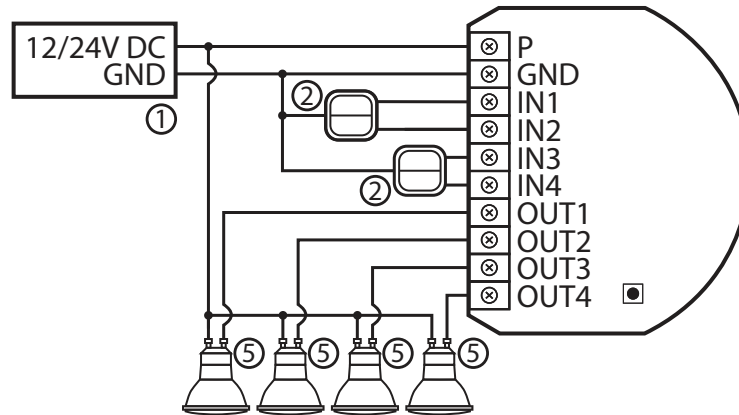 12/24V DC
GND
①
②
②
P
GND
IN1
IN2
IN3
IN4
OUT1
OUT2
OUT3
OUT4
⑤
⑤
⑤
⑤